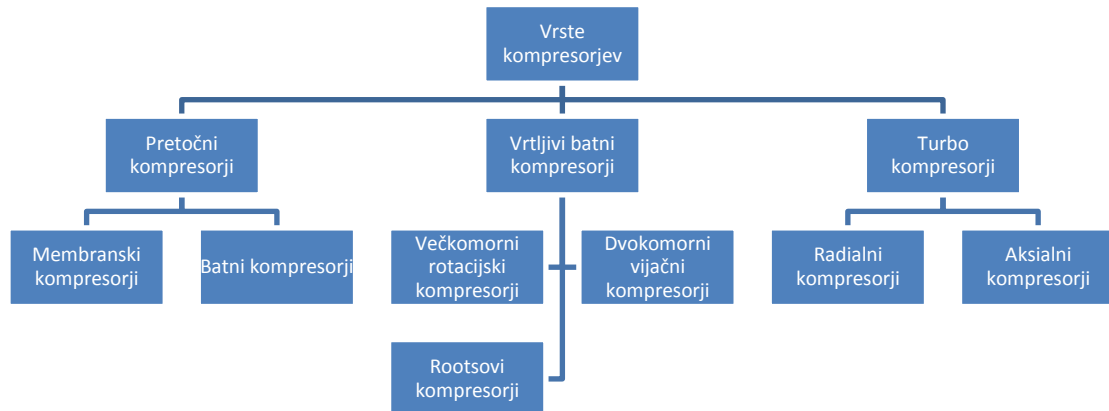 Vrste
kompresorjev
Pretočni
kompresorji
Vrtljivi batni
kompresorji
Turbo
kompresorji
Membranski
kompresorji
Batni kompresorji
Večkomorni
rotacijski
kompresorji
Dvokomorni
vijačni
kompresorji
Radialni
kompresorji
Aksialni
kompresorji
Rootsovi
kompresorji